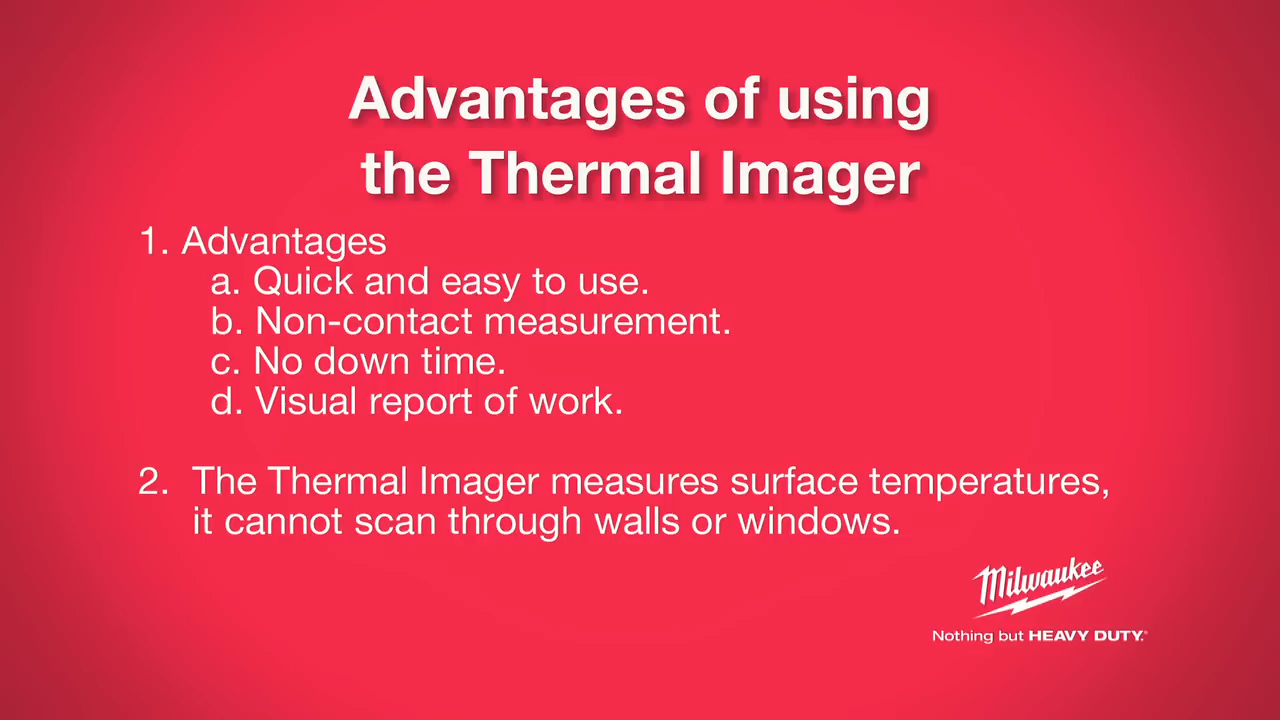 Advantages of using
the Thermal Imager
1. Advantages
a. Quick and easy to use.
b. Non-contact measurement.
c. No down time.
d. Visual report of work.
2. The Thermal Imager measures surface temperatures,
it cannot scan through walls or windows.
Milwaukee
Nothing but HEAVY DUTY.®